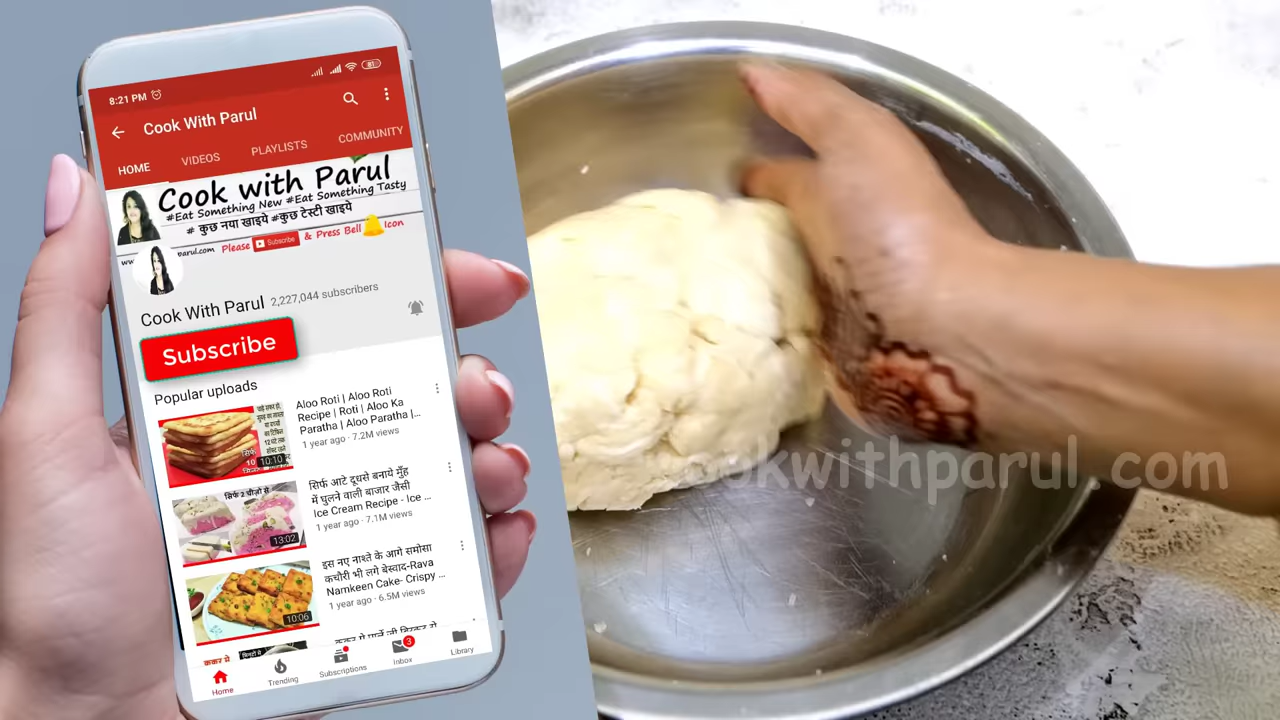 8:21 PM
Cook With Parul
HOME VIDEOS PLAYLISTS COMMUNITY
Cook with Parul
#Eat Something New #Eat Something Tasty
# कुछ नया खाइये #कुछ टेस्टी खाइये
parul.com Please Subscribe & Press Bell Icon
Cook With Parul 2,227,044 subscribers
Subscribe
Popular uploads
Aloo Roti | Aloo Roti
Recipe | Roti | Aloo Ka
Paratha | Aloo Paratha |...
1 year ago · 7.2M views
10:10
सिर्फ 2 चीज़ों से
सिर्फ आटे दूधसे बनाये मुँह
में घुलने वाली बाजार जैसी
Ice Cream Recipe - Ice ...
1 year ago · 7.1M views
13:02
इस नए नाश्ते के आगे समोसा
कचौरी भी लगे बेस्वाद-Rava
Namkeen Cake- Crispy ...
1 year ago · 6.5M views
10:06
Home Trending Subscriptions Inbox 3 Library
ookwithparul.com